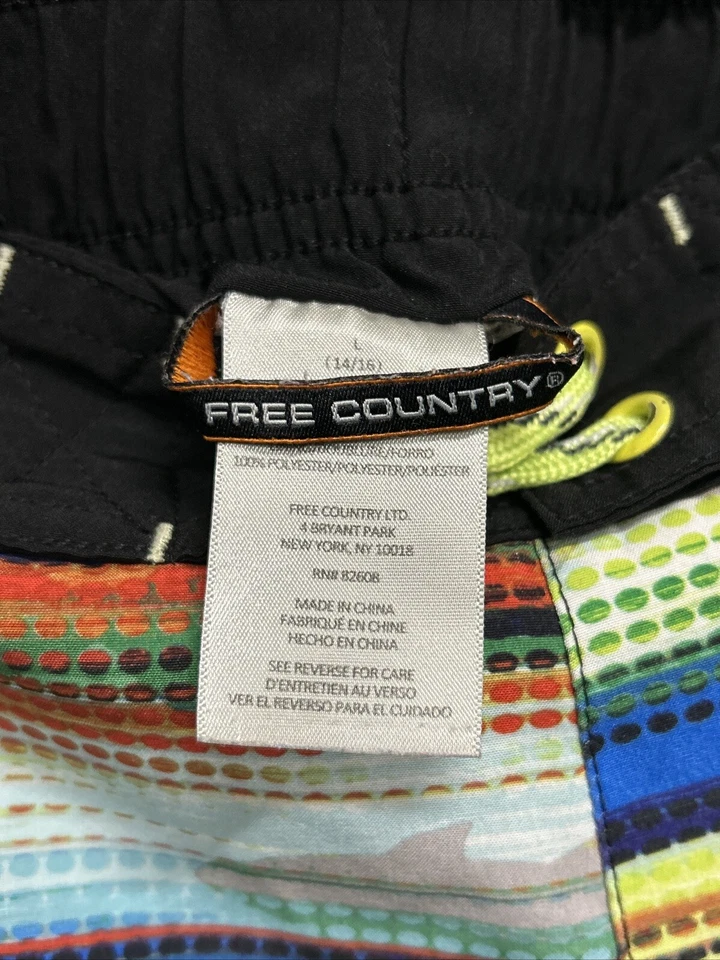 L
(14/16)
FREE COUNTRY®
100% POLYESTER/POLYESTER/POLIÉSTER
FREE COUNTRY LTD.
4 BRYANT PARK
NEW YORK, NY 10018
RN# 82608
MADE IN CHINA
FABRIQUÉ EN CHINE
HECHO EN CHINA
SEE REVERSE FOR CARE
D'ENTRETIEN AU VERSO
VER EL REVERSO PARA EL CUIDADO